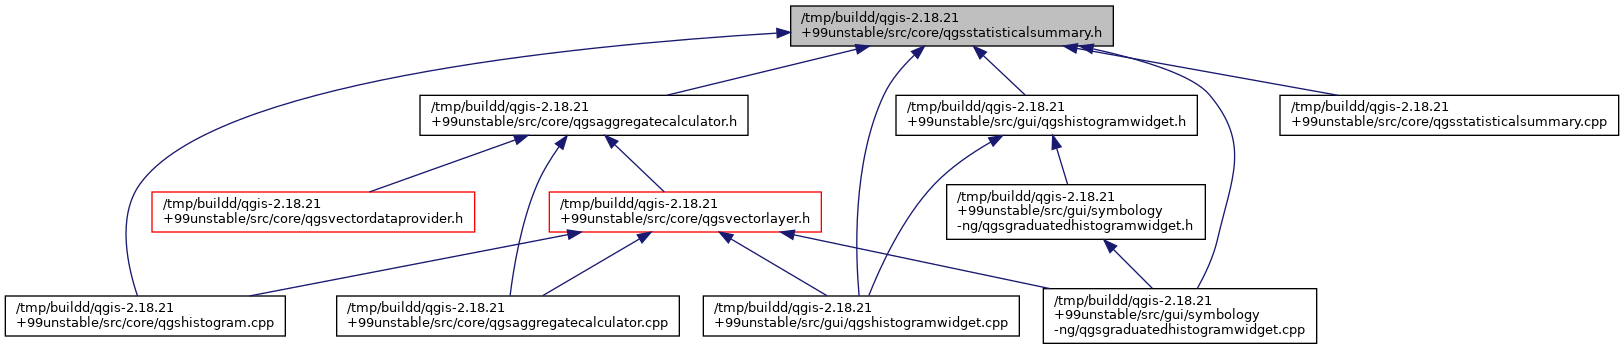 /tmp/buildd/qgis-2.18.21
+99unstable/src/core/qgsstatisticalsummary.h
/tmp/buildd/qgis-2.18.21
+99unstable/src/core/qgsaggregatecalculator.h
/tmp/buildd/qgis-2.18.21
+99unstable/src/gui/qgshistogramwidget.h
/tmp/buildd/qgis-2.18.21
+99unstable/src/core/qgsstatisticalsummary.cpp
/tmp/buildd/qgis-2.18.21
+99unstable/src/core/qgsvectordataprovider.h
/tmp/buildd/qgis-2.18.21
+99unstable/src/core/qgsvectorlayer.h
/tmp/buildd/qgis-2.18.21
+99unstable/src/gui/symbology
-ng/qgsgraduatedhistogramwidget.h
/tmp/buildd/qgis-2.18.21
+99unstable/src/core/qgshistogram.cpp
/tmp/buildd/qgis-2.18.21
+99unstable/src/core/qgsaggregatecalculator.cpp
/tmp/buildd/qgis-2.18.21
+99unstable/src/gui/qgshistogramwidget.cpp
/tmp/buildd/qgis-2.18.21
+99unstable/src/gui/symbology
-ng/qgsgraduatedhistogramwidget.cpp